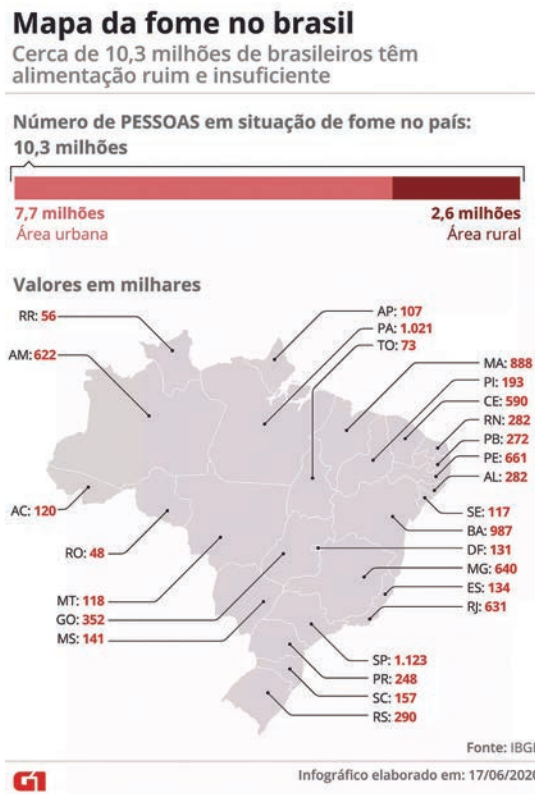 Mapa da fome no brasil
Cerca de 10,3 milhões de brasileiros têm
alimentação ruim e insuficiente
Número de PESSOAS em situação de fome no país:
10,3 milhões
7,7 milhões
Área urbana
2,6 milhões
Área rural
Valores em milhares
RR: 56
AM: 622
AC: 120
RO: 48
MT: 118
GO: 352
MS: 141
AP: 107
PA: 1.021
TO: 73
MA: 888
PI: 193
CE: 590
RN: 282
PB: 272
PE: 661
AL: 282
SE: 117
BA: 987
DF: 131
MG: 640
ES: 134
RJ: 631
SP: 1.123
PR: 248
SC: 157
RS: 290
Fonte: IBGE
G1
Infográfico elaborado em: 17/06/2020